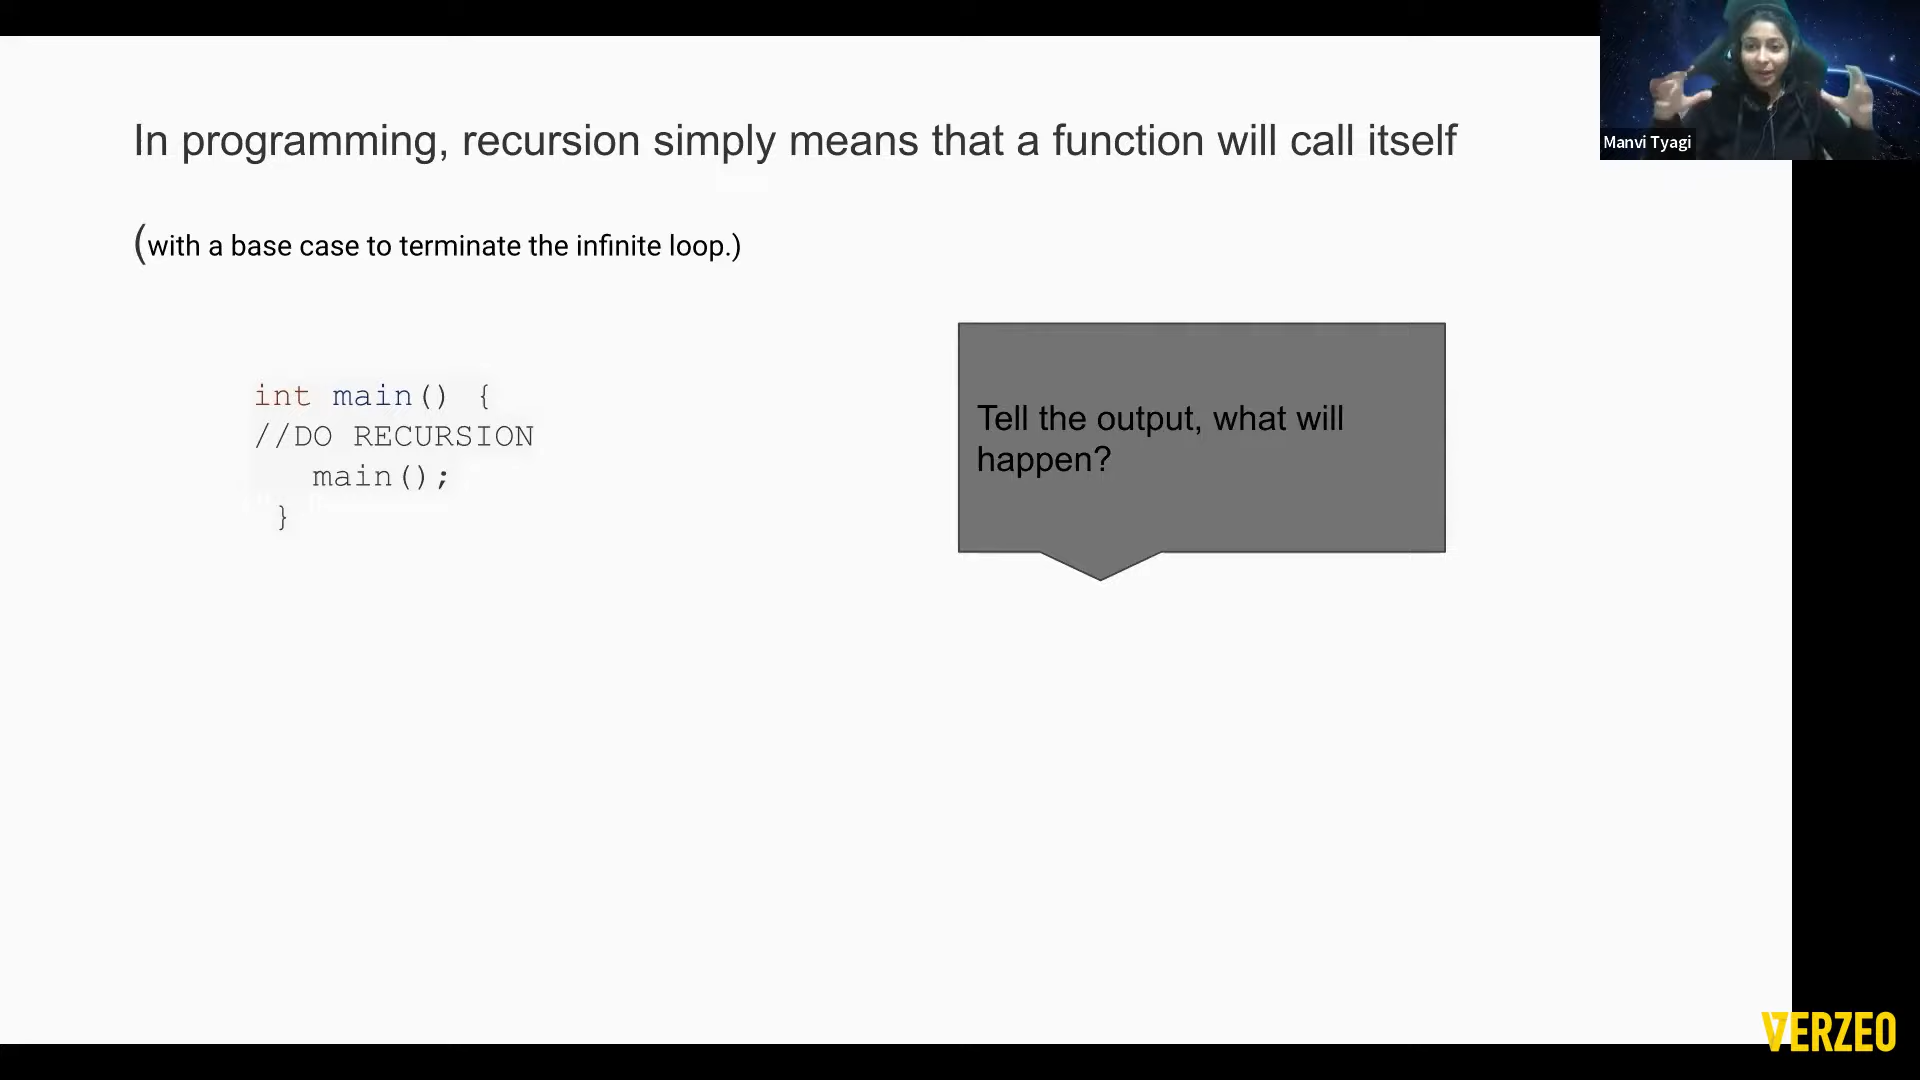 In programming, recursion simply means that a function will call itself
(with a base case to terminate the infinite loop.)
int main() {
//DO RECURSION
main();
}
Tell the output, what will
happen?
Manvi Tyagi
VERZEO